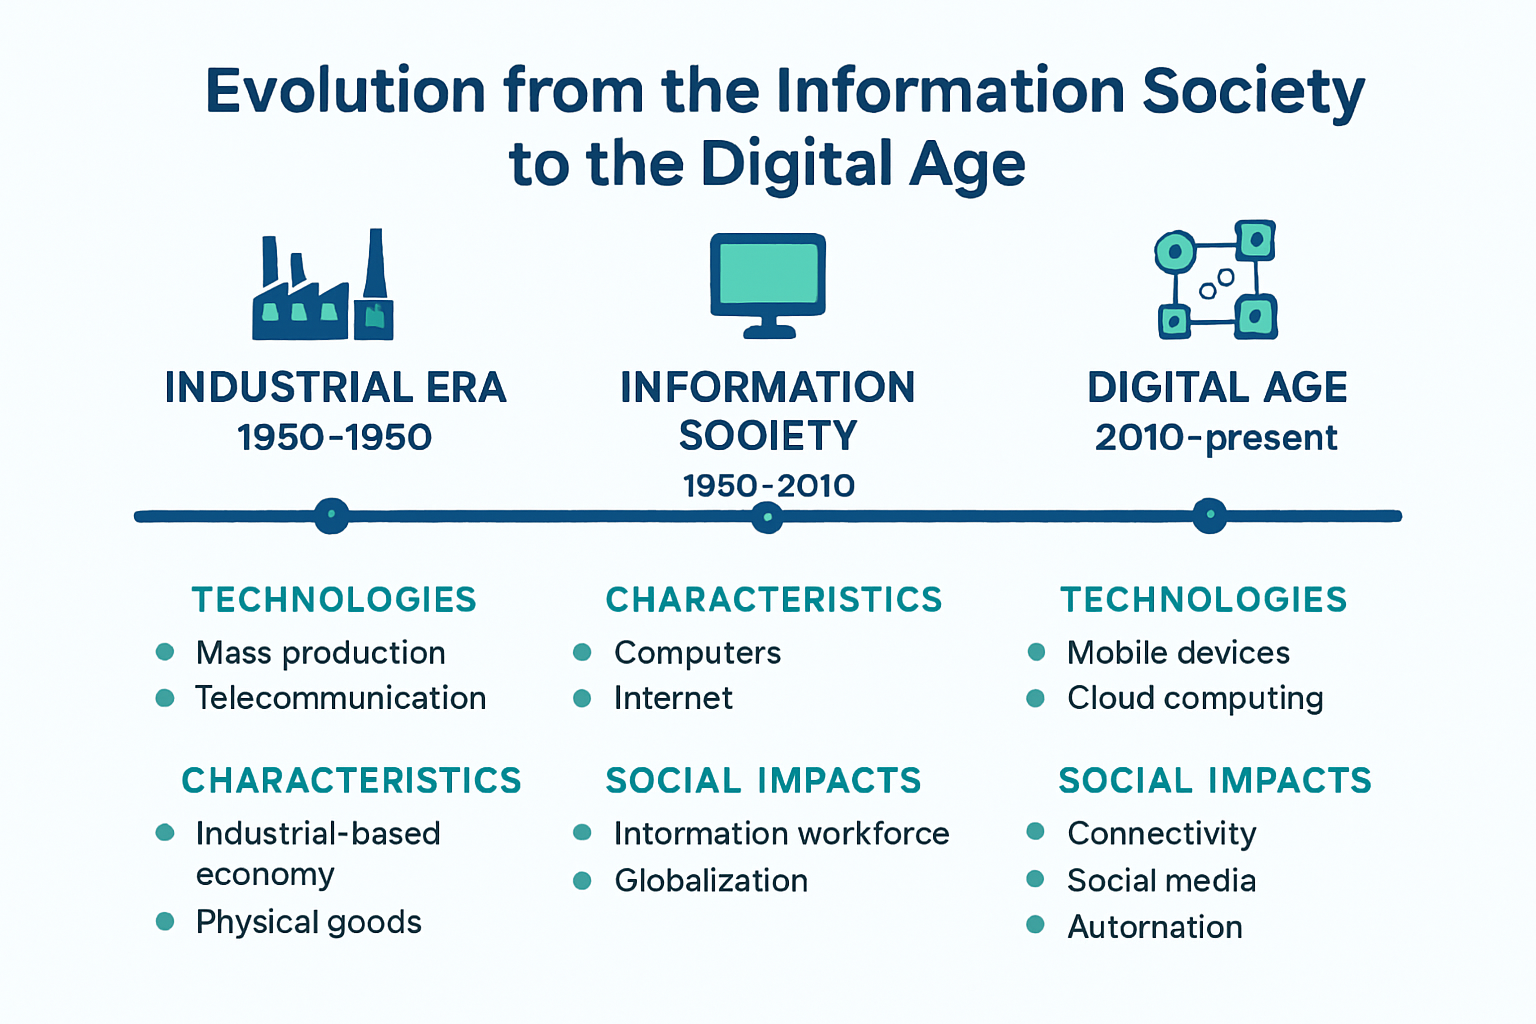 Evolution from the Information Society
to the Digital Age
INDUSTRIAL ERA
1950-1950
INFORMATION
SOOIETY
1950-2010
DIGITAL AGE
2010-present
TECHNOLOGIES
Mass production
Telecommunication
CHARACTERISTICS
Industrial-based
economy
Physical goods
CHARACTERISTICS
Computers
Internet
SOCIAL IMPACTS
Intormation workforce
Globalization
TECHNOLOGIES
Mobile devices
Cloud computing
SOCIAL IMPACTS
Connectivity
Social media
Autornation